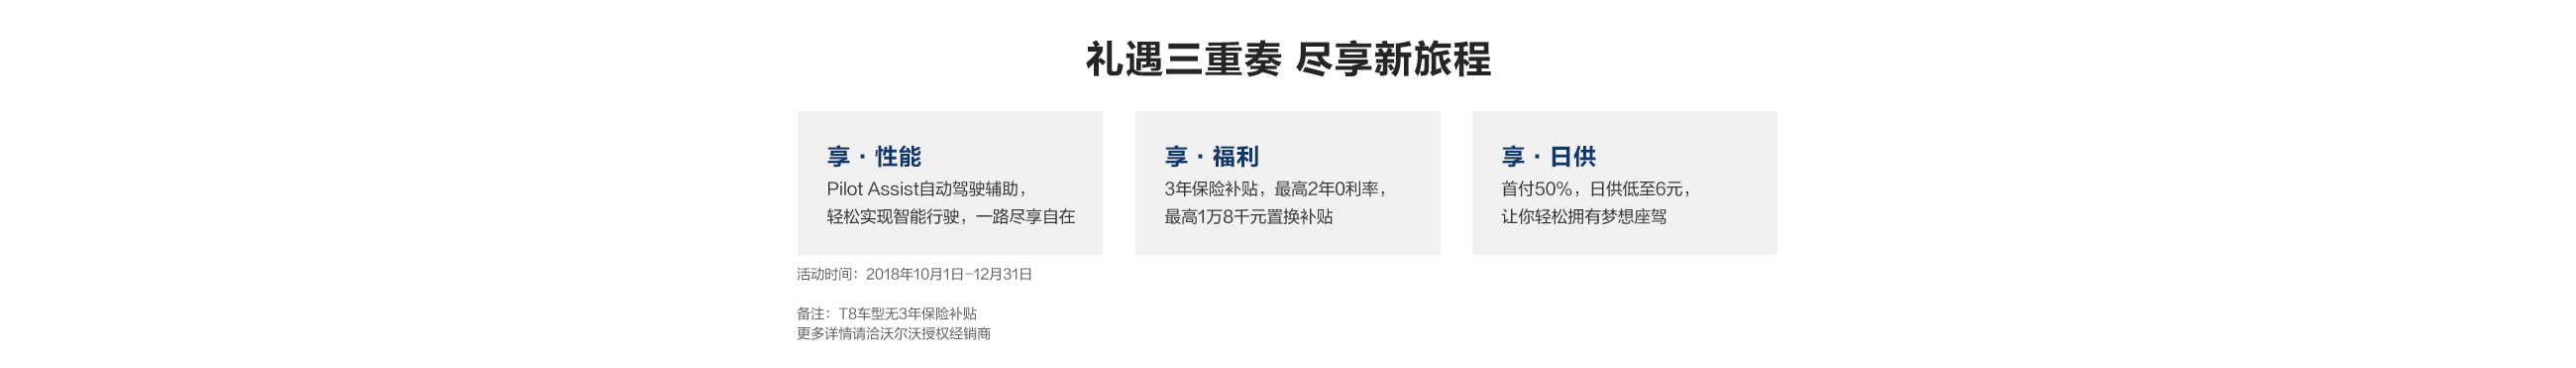 礼遇三重奏 尽享新旅程
享·性能
Pilot Assist自动驾驶辅助，
轻松实现智能行驶，一路尽享自在
享·福利
3年保险补贴，最高2年0利率，
最高1万8千元置换补贴
享·日供
首付50%，日供低至6元，
让你轻松拥有梦想座驾
活动时间：2018年10月1日-12月31日
备注：T8车型无3年保险补贴
更多详情请洽沃尔沃授权经销商